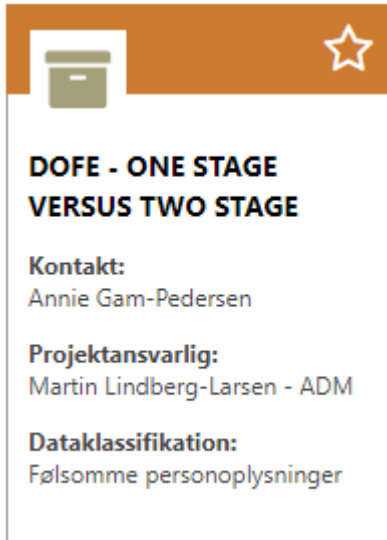 DOFE - ONE STAGE
VERSUS TWO STAGE
Kontakt:
Annie Gam-Pedersen
Projektansvarlig:
Martin Lindberg-Larsen - ADM
Dataklassifikation:
Følsomme personoplysninger